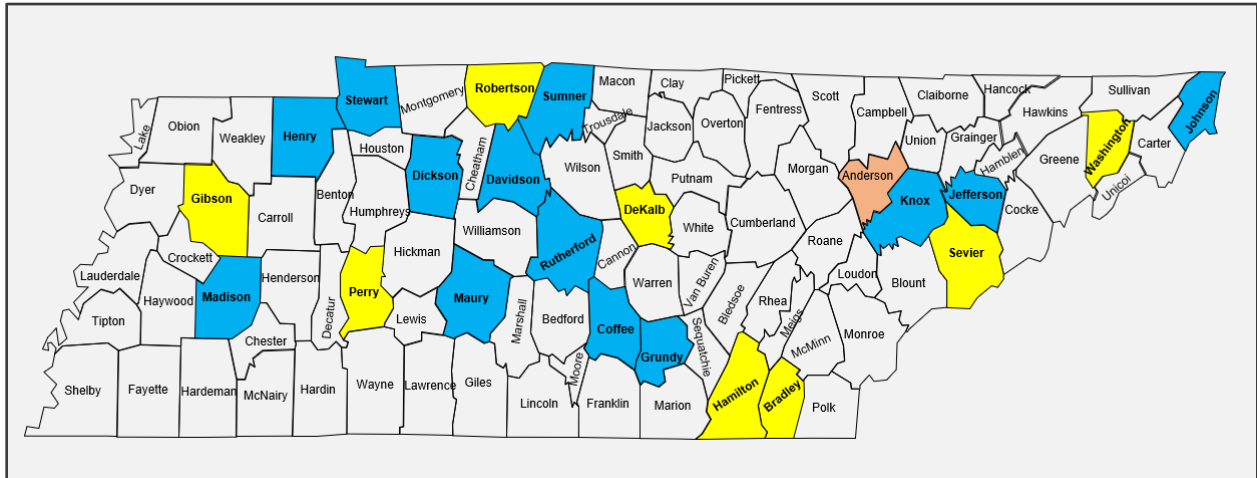 Lake
Obion
Weakley
Henry
Stewart
Montgomery
Robertson
Sumner
Macon
Clay
Pickett
Scott
Campbell
Claiborne
Hancock
Hawkins
Sullivan
Johnson
Carter
Washington
Unicoi
Greene
Hamblen
Grainger
Union
Fentress
Overton
Jackson
Trousdale
Smith
Wilson
Davidson
Cheatham
Dickson
Houston
Benton
Humphreys
Carroll
Gibson
Dyer
Crockett
Lauderdale
Haywood
Madison
Henderson
Decatur
Perry
Hickman
Williamson
Rutherford
Cannon
DeKalb
Putnam
White
Cumberland
Morgan
Anderson
Knox
Jefferson
Cocke
Sevier
Blount
Loudon
Roane
Rhea
Meigs
McMinn
Monroe
Bledsoe
Van Buren
Warren
Sequatchie
Grundy
Coffee
Bedford
Marshall
Maury
Lewis
Chester
Tipton
Shelby
Fayette
Hardeman
McNairy
Hardin
Wayne
Lawrence
Giles
Lincoln
Moore
Franklin
Marion
Hamilton
Bradley
Polk